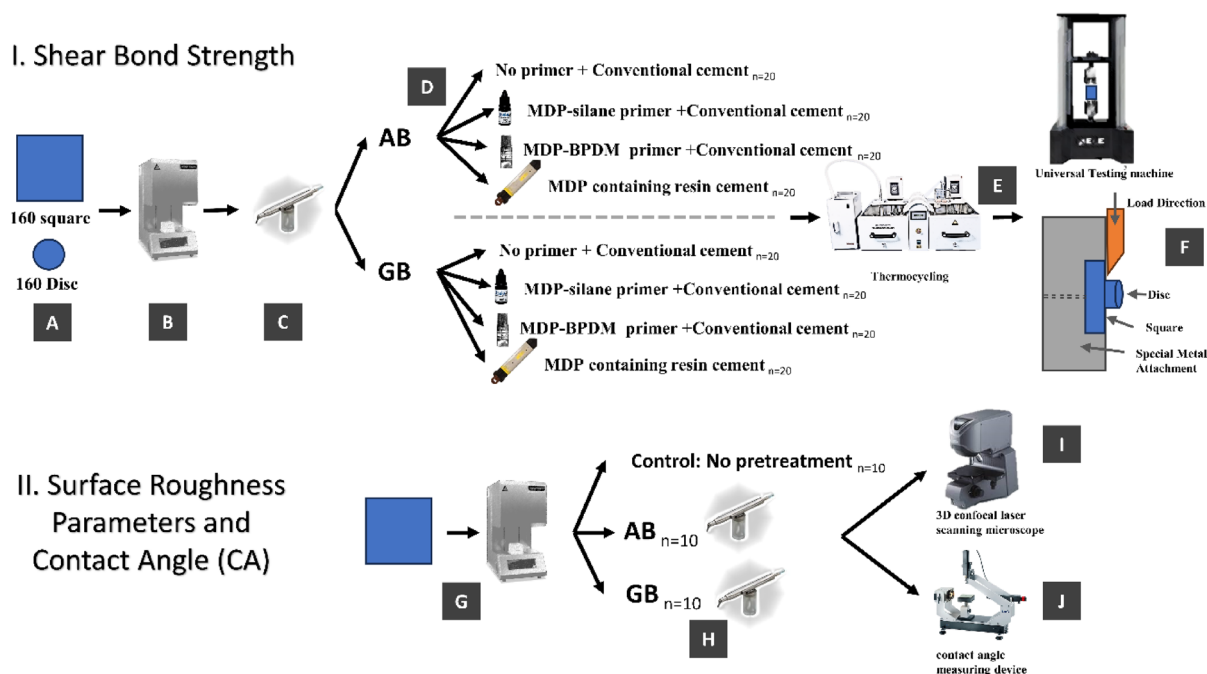 I. Shear Bond Strength
160 square
160 Disc
A
B
C
D
AB
No primer + Conventional cement n=20
MDP-silane primer +Conventional cement n=20
MDP-BPDM primer +Conventional cement n=20
MDP containing resin cement n=20
GB
No primer + Conventional cement n=20
MDP-silane primer +Conventional cement n=20
MDP-BPDM primer +Conventional cement n=20
MDP containing resin cement n=20
Thermocycling
E
Universal Testing machine
Load Direction
F
Disc
Square
Special Metal
Attachment
II. Surface Roughness
Parameters and
Contact Angle (CA)
G
Control: No pretreatment n=10
AB n=10
GB n=10
H
I
3D confocal laser
scanning microscope
J
contact angle
measuring device